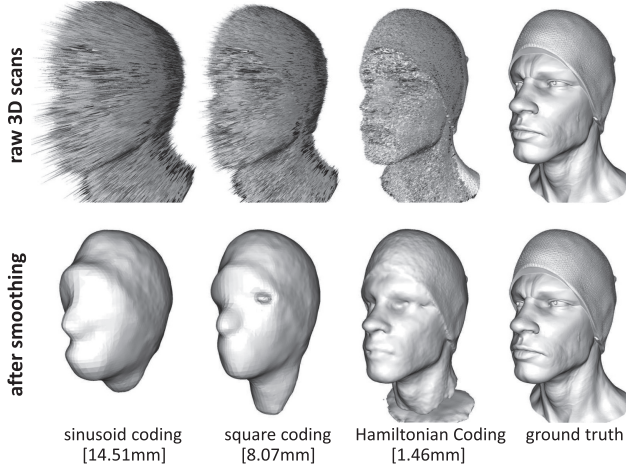 raw 3D scans
after smoothing
sinusoid coding
[14.51mm]
square coding
[8.07mm]
Hamiltonian Coding
[1.46mm]
ground truth